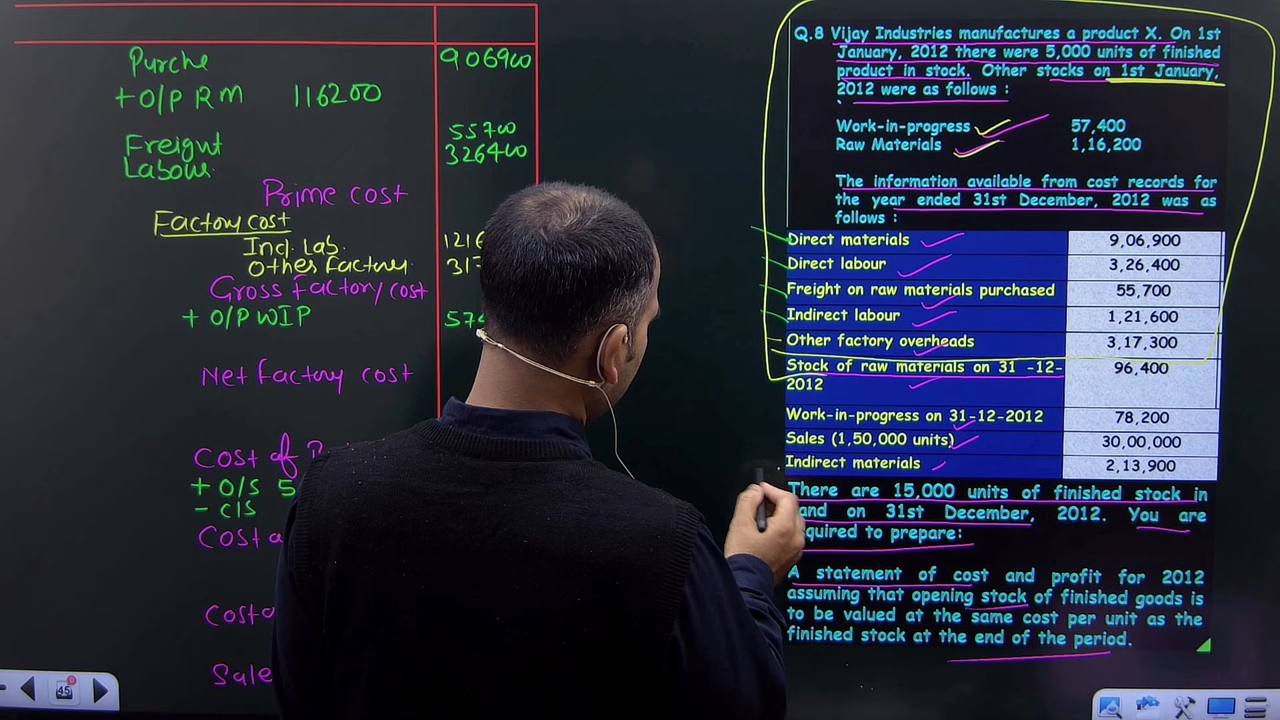 Purche 906900
+O/P RM 116200
Freight 55700
Labour 326400
Prime cost
Factory cost
Ind. Lab.
Other Factory
Gross Factory cost
+ O/P WIP
Net Factory cost
Cost of
+ O/S 5
- C/S
Sale
45
Q.8 Vijay Industries manufactures a product X. On 1st
January, 2012 there were 5,000 units of finished
product in stock. Other stocks on 1st January,
2012 were as follows :
Work-in-progress 57,400
Raw Materials 1,16,200
The information available from cost records for
the year ended 31st December, 2012 was as
follows :
Direct materials 9,06,900
Direct labour 3,26,400
Freight on raw materials purchased 55,700
Indirect labour 1,21,600
Other factory overheads 3,17,300
Stock of raw materials on 31 -12- 96,400
2012
Work-in-progress on 31-12-2012 78,200
Sales (1,50,000 units) 30,00,000
Indirect materials 2,13,900
There are 15,000 units of finished stock in
on 31st December, 2012. You are
to prepare:
A statement of cost and profit for 2012
assuming that opening stock of finished goods is
to be valued at the same cost per unit as the
finished stock at the end of the period.